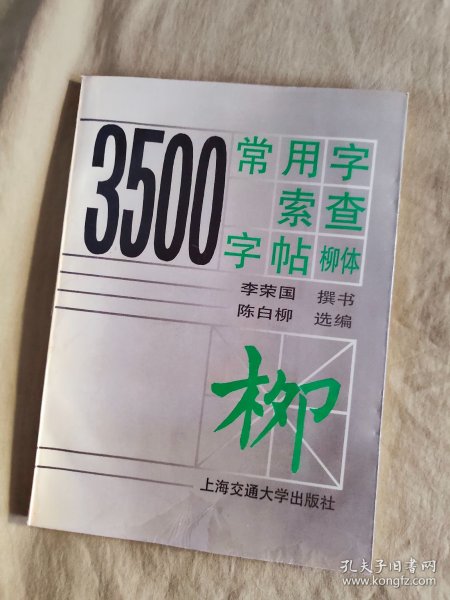 3500
常用字
索查
字帖 柳体
李荣国 撰书
陈白柳 选编
柳
上海交通大学出版社
孔夫子旧书网
www.kongfz.com